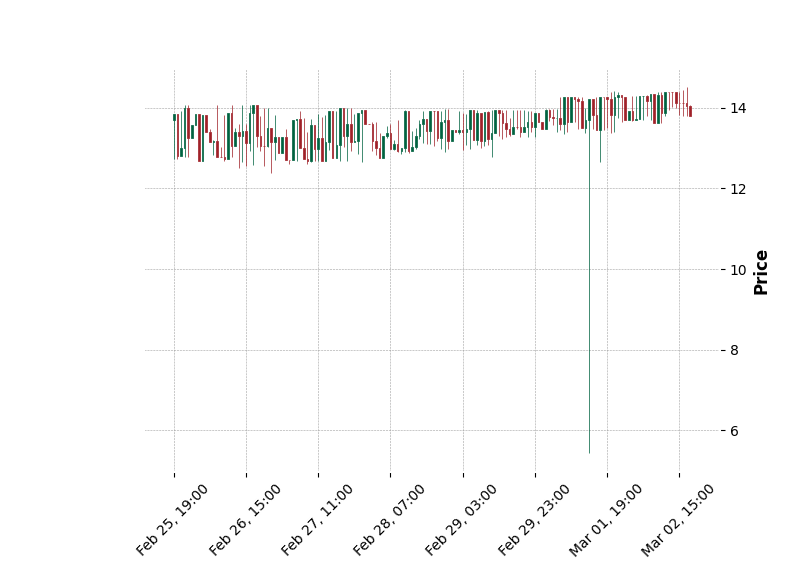 14
12
10
8
6
Price
Feb 25, 19:00
Feb 26, 15:00
Feb 27, 11:00
Feb 28, 07:00
Feb 29, 03:00
Feb 29, 23:00
Mar 01, 19:00
Mar 02, 15:00